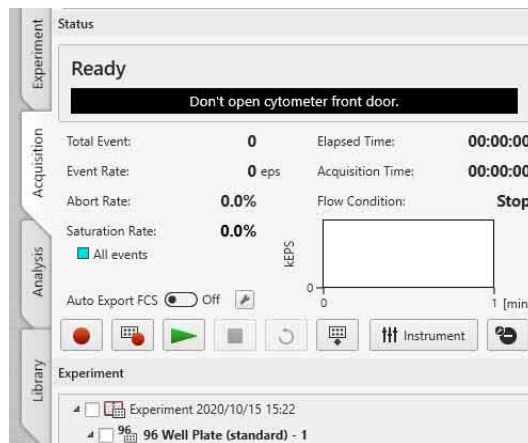 Experiment
Acquisition
Analysis
Library
Status
Ready
Don't open cytometer front door.
Total Event: 0 Elapsed Time: 00:00:00
Event Rate: 0 eps Acquisition Time: 00:00:00
Abort Rate: 0.0% Flow Condition: Stop
Saturation Rate: 0.0%
All events
kEPS
0
0 1 [min
Auto Export FCS Off
Instrument
Experiment
Experiment 2020/10/15 15:22
96 96 Well Plate (standard) - 1